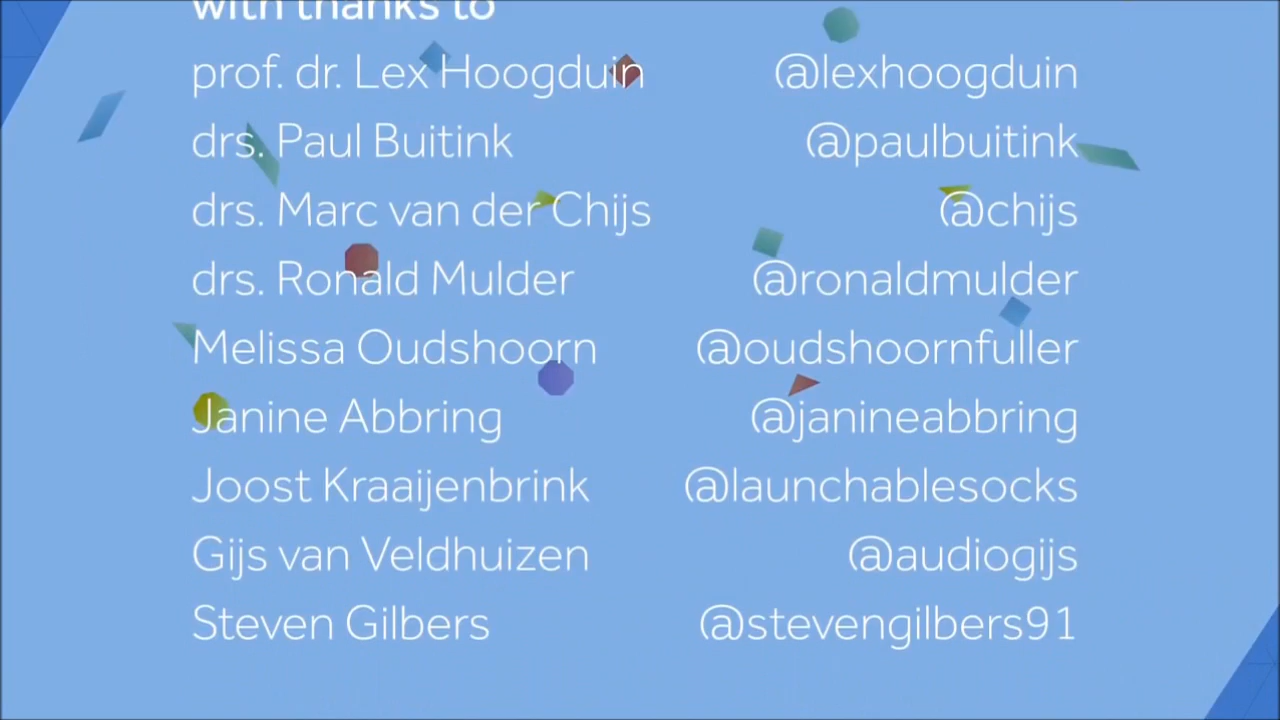 with thanks to
prof. dr. Lex Hoogduin @lexhoogduin
drs. Paul Buitink @paulbuitink
drs. Marc van der Chijs @chijs
drs. Ronald Mulder @ronaldmulder
Melissa Oudshoorn @oudshoornfuller
Janine Abbring @janineabbring
Joost Kraaijenbrink @launchablesocks
Gijs van Veldhuizen @audiogijs
Steven Gilbers @stevengilbers91